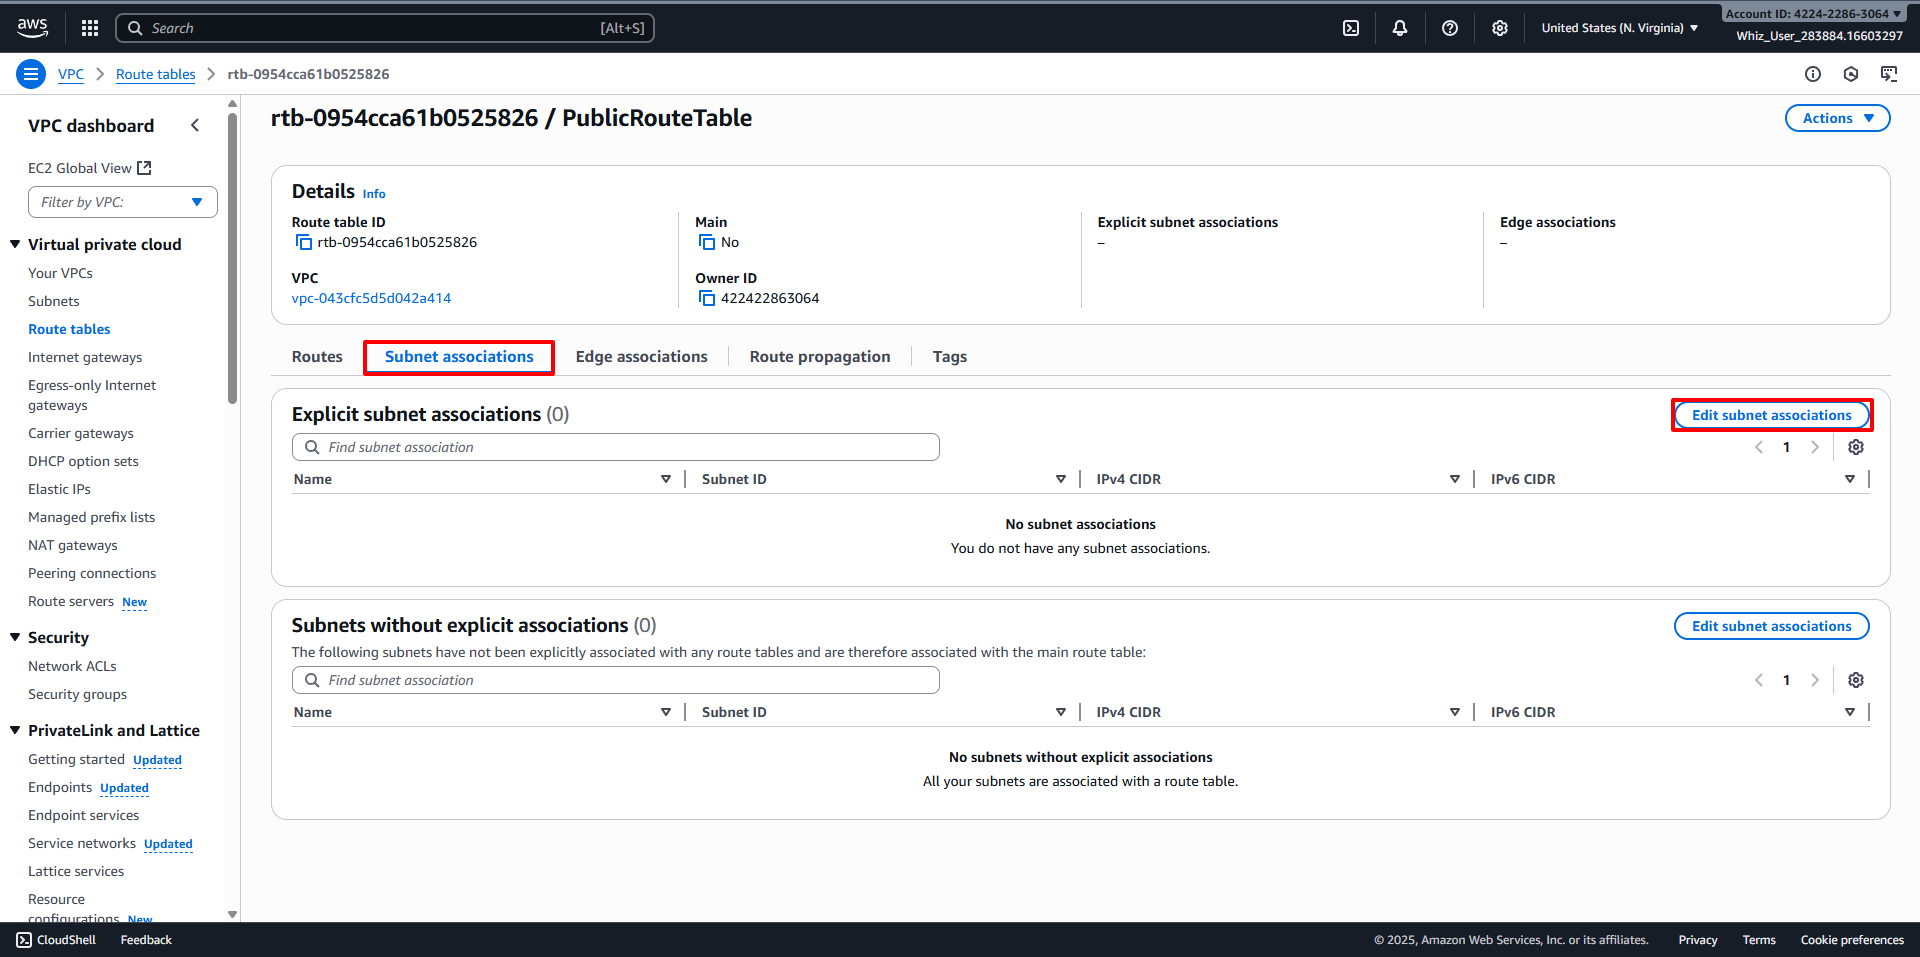 aws
Search [Alt+S]
United States (N. Virginia)
Account ID: 4224-2286-3064
Whiz_User_283884.16603297
VPC
Route tables
rtb-0954cca61b0525826
VPC dashboard
EC2 Global View
Filter by VPC:
Virtual private cloud
Your VPCs
Subnets
Route tables
Internet gateways
Egress-only Internet
gateways
Carrier gateways
DHCP option sets
Elastic IPs
Managed prefix lists
NAT gateways
Peering connections
Route servers New
Security
Network ACLs
Security groups
PrivateLink and Lattice
Getting started Updated
Endpoints Updated
Endpoint services
Service networks Updated
Lattice services
Resource
configurations New
rtb-0954cca61b0525826 / PublicRouteTable
Actions
Details Info
Route table ID
rtb-0954cca61b0525826
VPC
vpc-043cfc5d5d042a414
Main
No
Owner ID
422422863064
Explicit subnet associations
–
Edge associations
–
Routes
Subnet associations
Edge associations
Route propagation
Tags
Explicit subnet associations (0)
Edit subnet associations
Find subnet association
1
Name Subnet ID IPv4 CIDR IPv6 CIDR
No subnet associations
You do not have any subnet associations.
Subnets without explicit associations (0)
Edit subnet associations
The following subnets have not been explicitly associated with any route tables and are therefore associated with the main route table:
Find subnet association
1
Name Subnet ID IPv4 CIDR IPv6 CIDR
No subnets without explicit associations
All your subnets are associated with a route table.
CloudShell
Feedback
© 2025, Amazon Web Services, Inc. or its affiliates.
Privacy
Terms
Cookie preferences